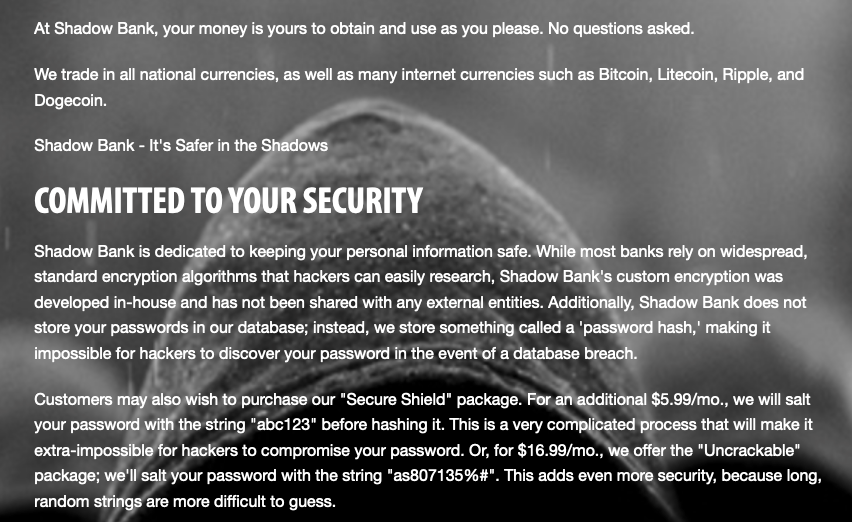 At Shadow Bank, your money is yours to obtain and use as you please. No questions asked.
We trade in all national currencies, as well as many internet currencies such as Bitcoin, Litecoin, Ripple, and
Dogecoin.
Shadow Bank - It's Safer in the Shadows
COMMITTED TO YOUR SECURITY
Shadow Bank is dedicated to keeping your personal information safe. While most banks rely on widespread,
standard encryption algorithms that hackers can easily research, Shadow Bank's custom encryption was
developed in-house and has not been shared with any external entities. Additionally, Shadow Bank does not
store your passwords in our database; instead, we store something called a 'password hash,' making it
impossible for hackers to discover your password in the event of a database breach.
Customers may also wish to purchase our "Secure Shield" package. For an additional $5.99/mo., we will salt
your password with the string "abc123" before hashing it. This is a very complicated process that will make it
extra-impossible for hackers to compromise your password. Or, for $16.99/mo., we offer the "Uncrackable"
package; we'll salt your password with the string "as807135%#". This adds even more security, because long,
random strings are more difficult to guess.